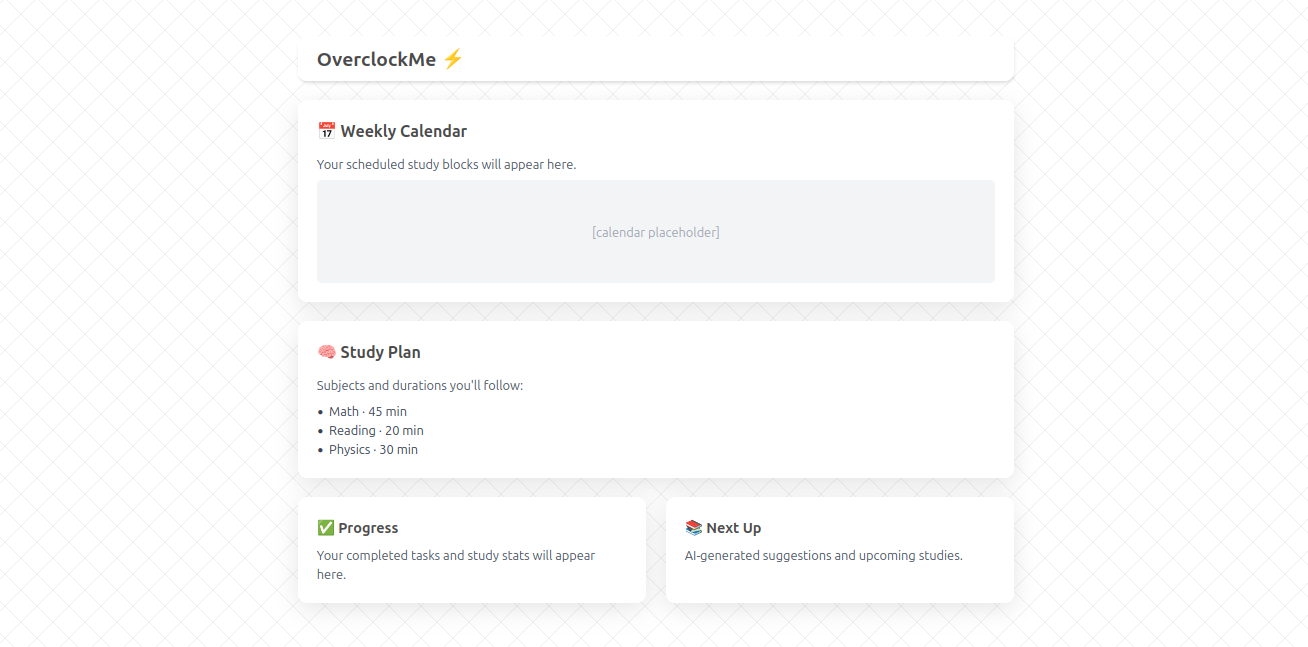 OverclockMe ⚡
📅 Weekly Calendar
Your scheduled study blocks will appear here.
[calendar placeholder]
🧠 Study Plan
Subjects and durations you'll follow:
• Math · 45 min
• Reading · 20 min
• Physics · 30 min
✅ Progress
Your completed tasks and study stats will appear
here.
📚 Next Up
AI-generated suggestions and upcoming studies.